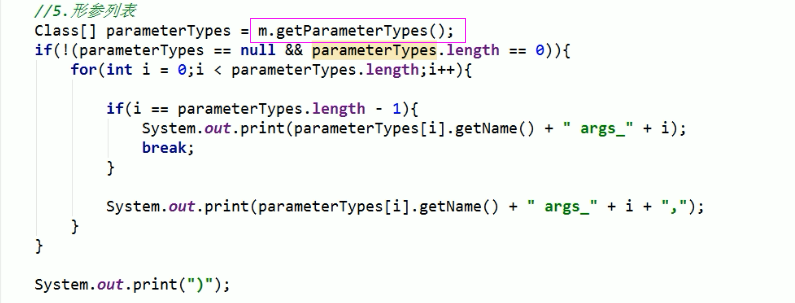 //5.形参列表
Class[] parameterTypes = m.getParameterTypes();
if(!(parameterTypes == null && parameterTypes.length == 0)){
for(int i = 0;i < parameterTypes.length;i++){
if(i == parameterTypes.length - 1){
System.out.print(parameterTypes[i].getName() + " args_" + i);
break;
}
System.out.print(parameterTypes[i].getName() + " args_" + i + ",");
}
}
System.out.print(")");